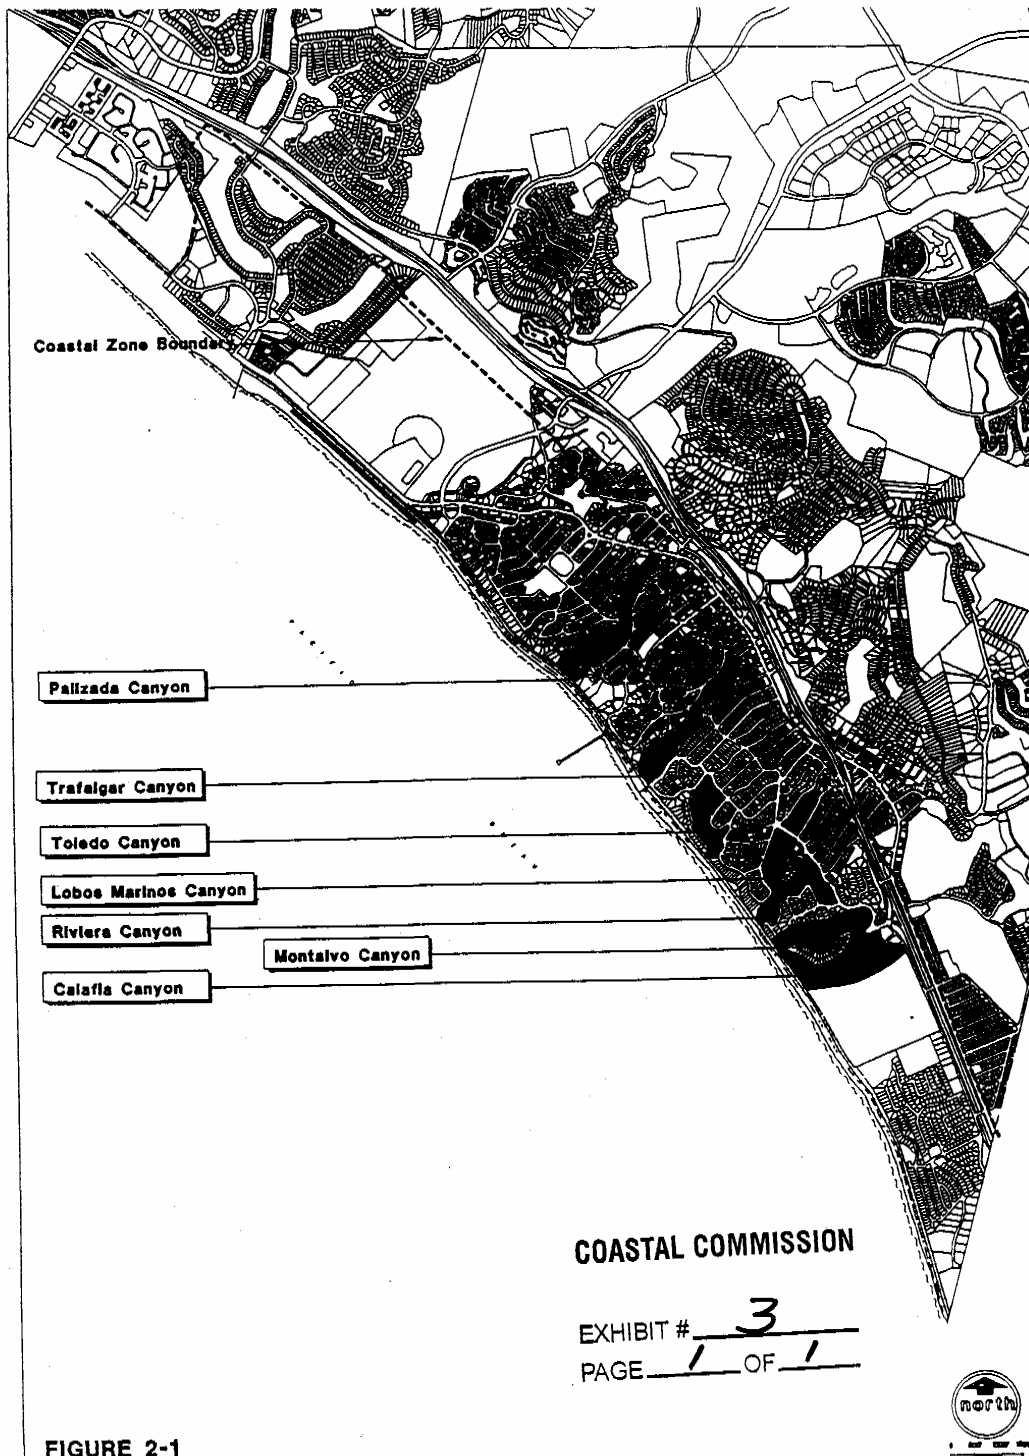 Coastal Zone Boundary
Palizada Canyon
Trafalgar Canyon
Toledo Canyon
Lobos Marinos Canyon
Riviera Canyon
Montalvo Canyon
Calafia Canyon
COASTAL COMMISSION
EXHIBIT # 3
PAGE 1 OF 1
north
FIGURE 2-1